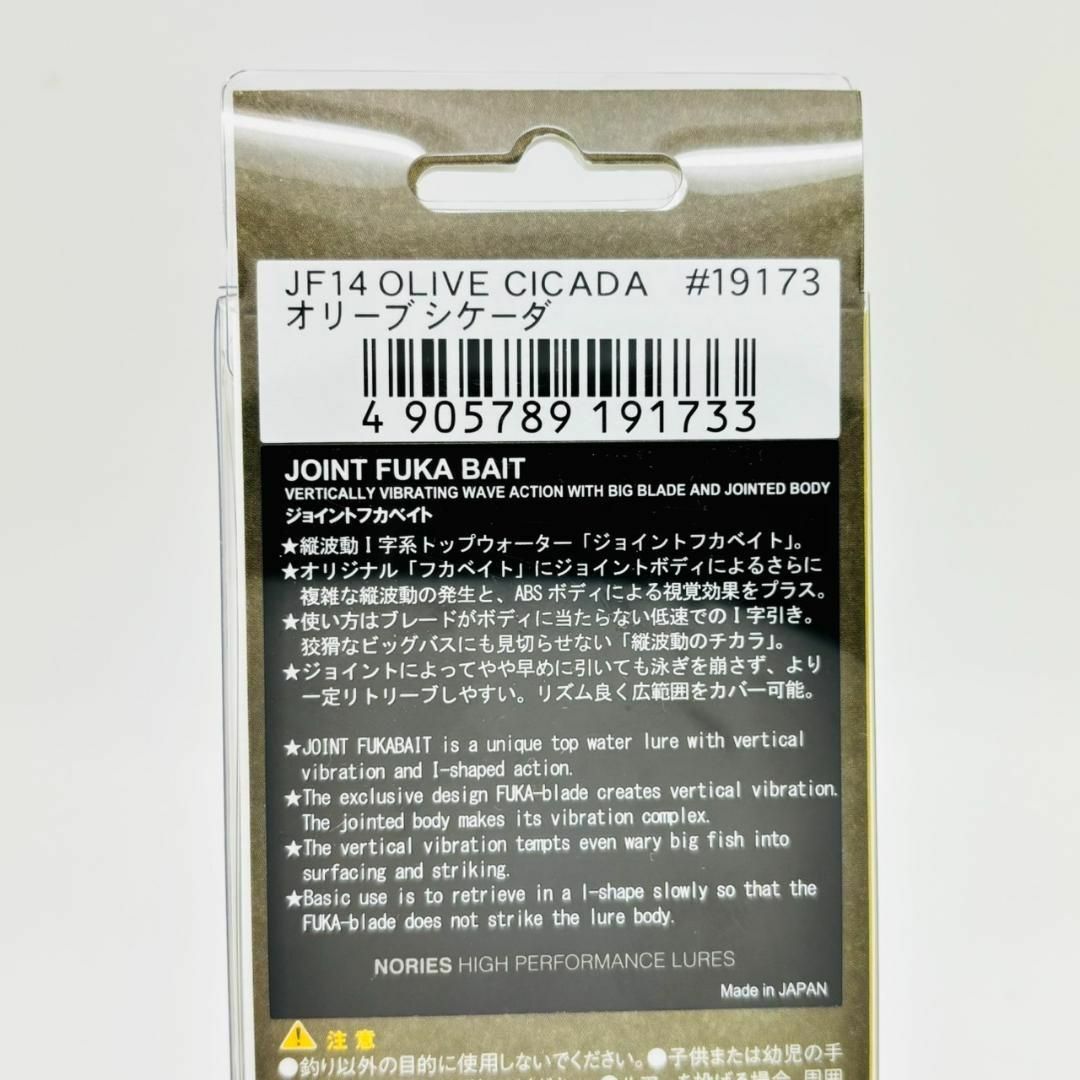 JF14 OLIVE CICADA #19173
オリーブ シケーダ
4 905789 191733
JOINT FUKA BAIT
VERTICALLY VIBRATING WAVE ACTION WITH BIG BLADE AND JOINTED BODY
ジョイントフカベイト
★縦波動I字系トップウォーター「ジョイントフカベイト」。
★オリジナル「フカベイト」にジョイントボディによるさらに
複雑な縦波動の発生と、ABSボディによる視覚効果をプラス。
★使い方はブレードがボディに当たらない低速でのI字引き。
狡猾なビッグバスにも見切らせない「縦波動のチカラ」。
★ジョイントによってやや早めに引いても泳ぎを崩さず、より
一定リトリーブしやすい。リズム良く広範囲をカバー可能。
★JOINT FUKABAIT is a unique top water lure with vertical
vibration and I-shaped action.
★The exclusive design FUKA-blade creates vertical vibration.
The jointed body makes its vibration complex.
★The vertical vibration tempts even wary big fish into
surfacing and striking.
★Basic use is to retrieve in a I-shape slowly so that the
FUKA-blade does not strike the lure body.
NORIES HIGH PERFORMANCE LURES
Made in JAPAN
注意
●釣り以外の目的に使用しないでください。●子供または幼児の手